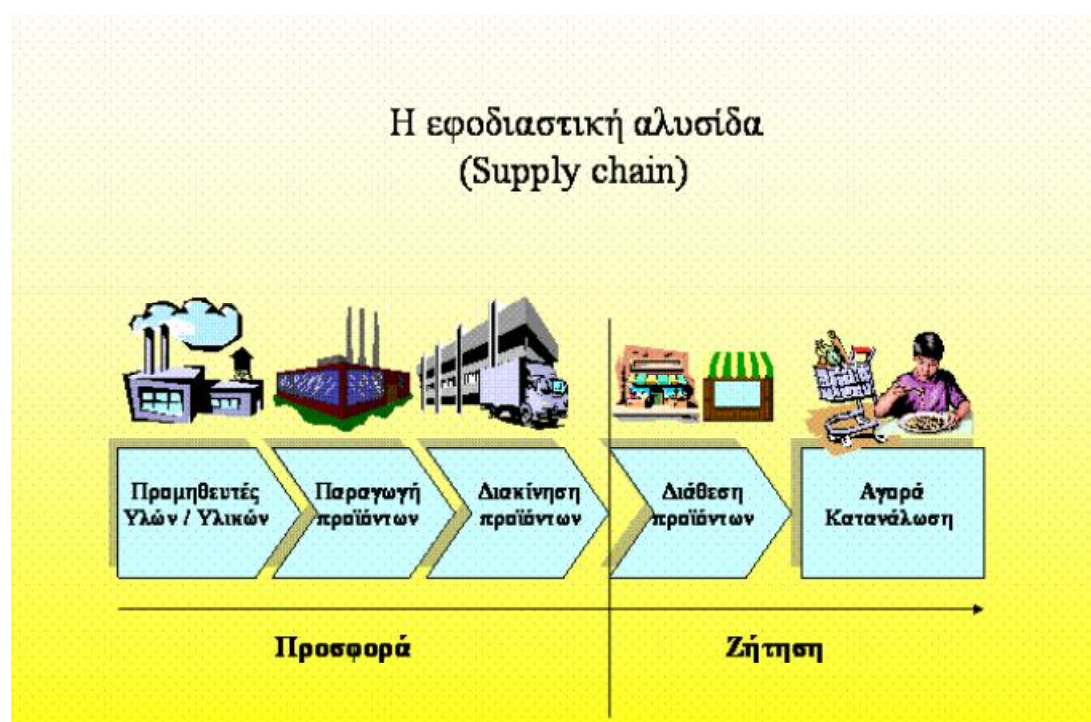 Η εφοδιαστική αλυσίδα
(Supply chain)
Προμηθευτές
Υλών / Υλικών
Παραγωγή
προϊόντων
Διακίνηση
προϊόντων
Διάθεση
προϊόντων
Αγορά
Κατανάλωση
Προσφορά
Ζήτηση